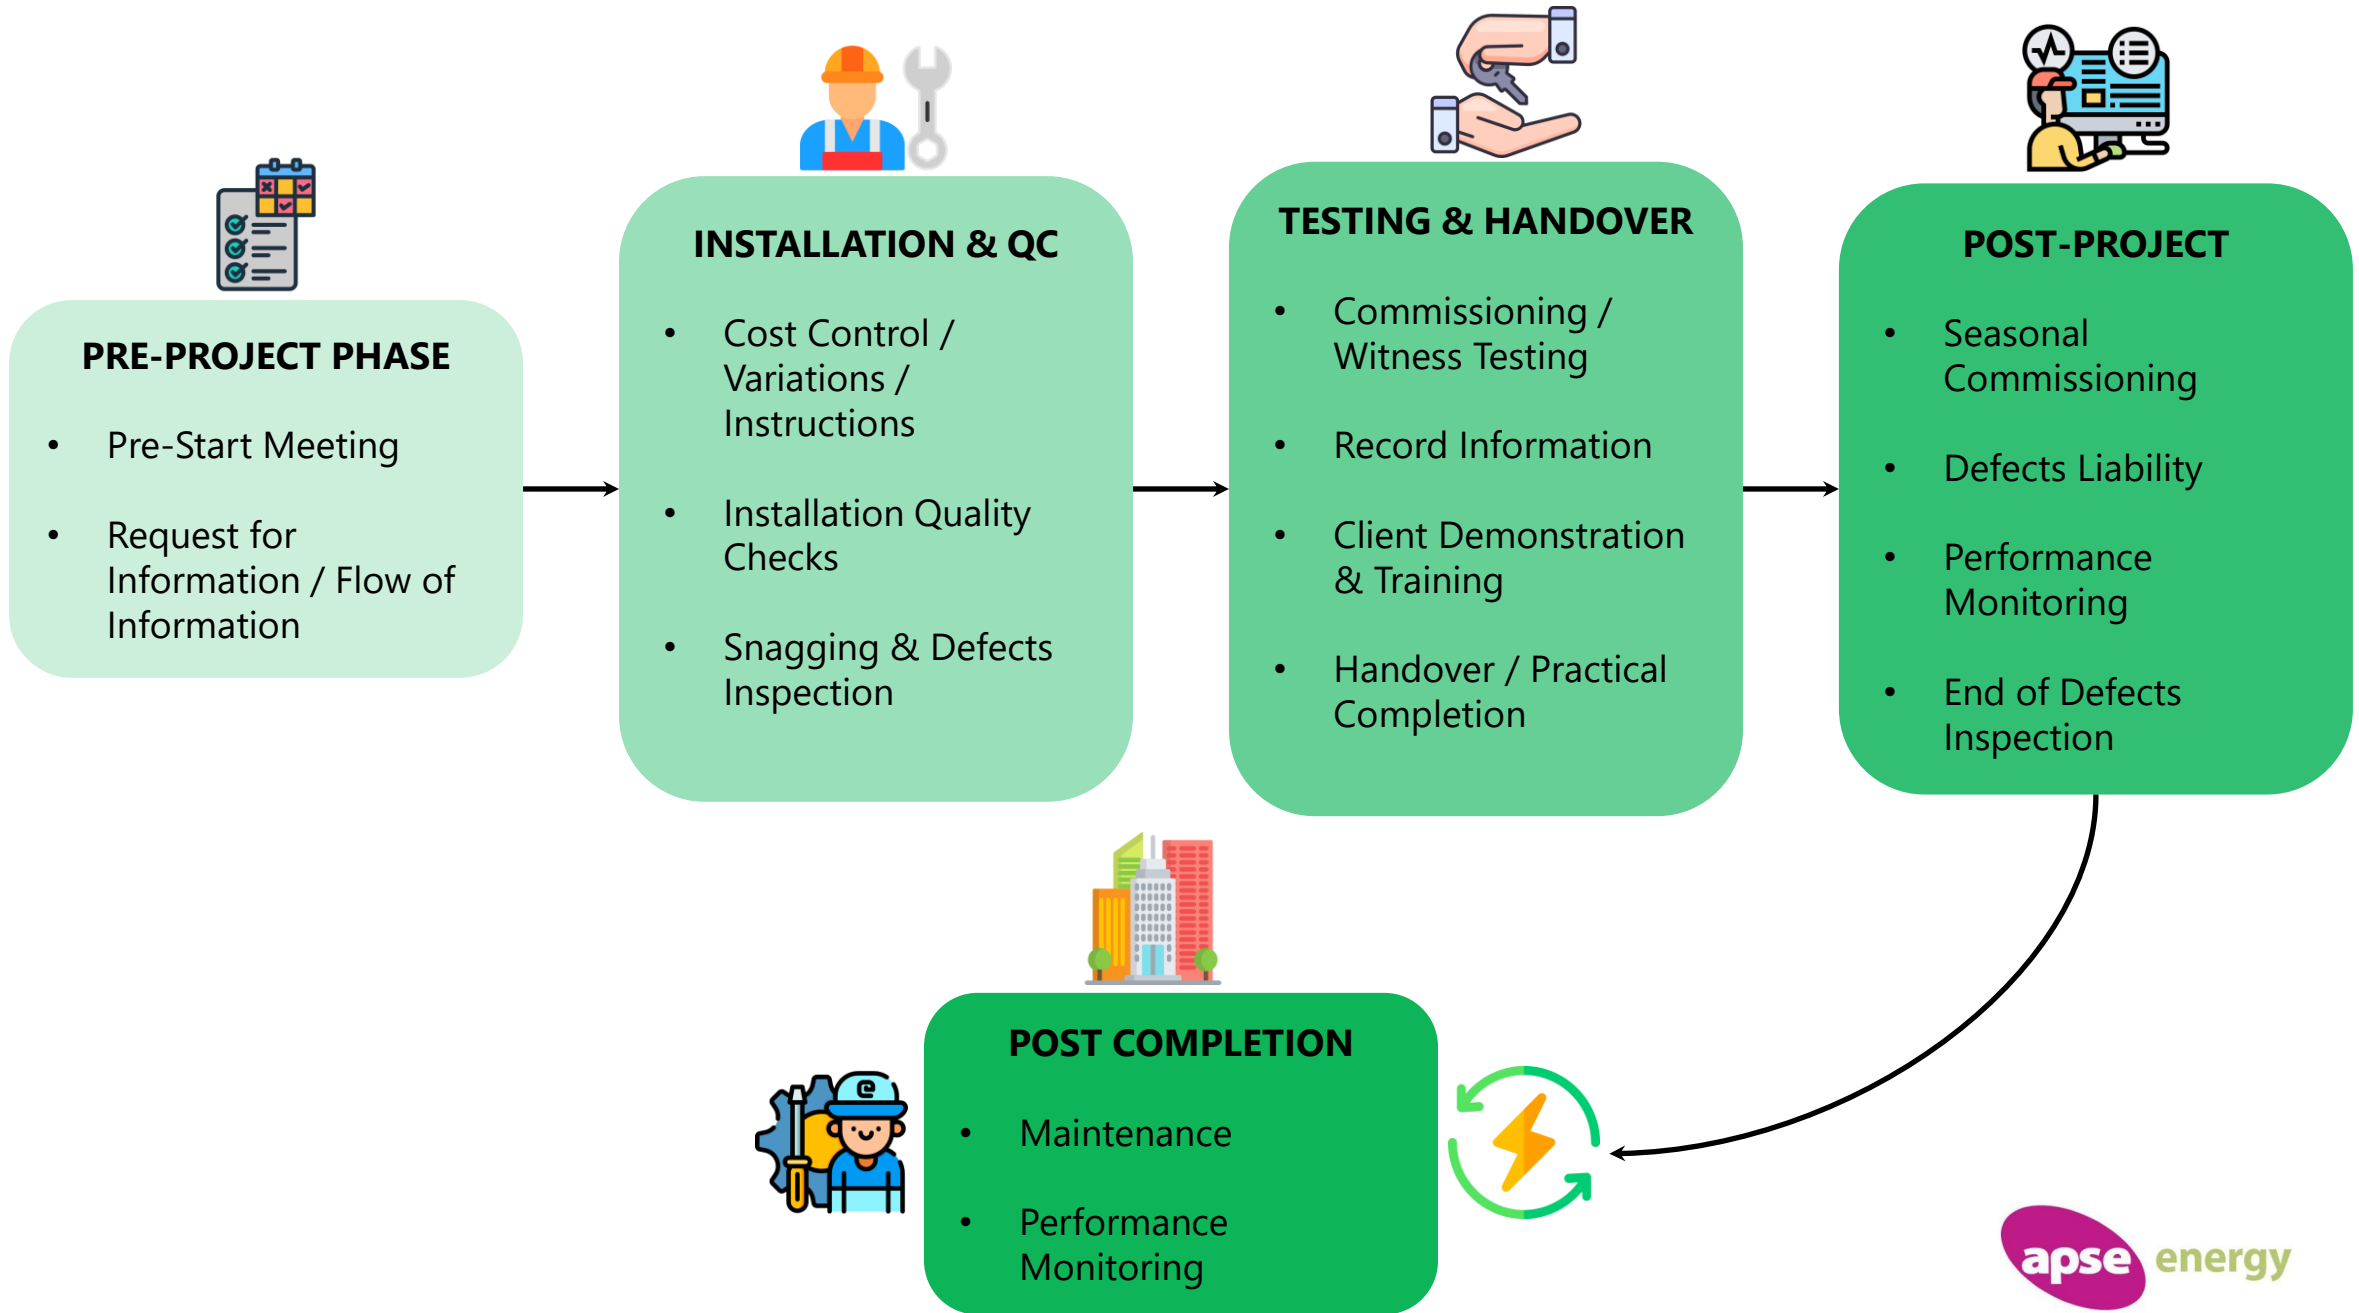 PRE-PROJECT PHASE
• Pre-Start Meeting
• Request for
Information / Flow of
Information
INSTALLATION & QC
• Cost Control /
Variations /
Instructions
• Installation Quality
Checks
• Snagging & Defects
Inspection
TESTING & HANDOVER
• Commissioning /
Witness Testing
• Record Information
• Client Demonstration
& Training
• Handover / Practical
Completion
POST-PROJECT
• Seasonal
Commissioning
• Defects Liability
• Performance
Monitoring
• End of Defects
Inspection
POST COMPLETION
• Maintenance
• Performance
Monitoring
apse energy